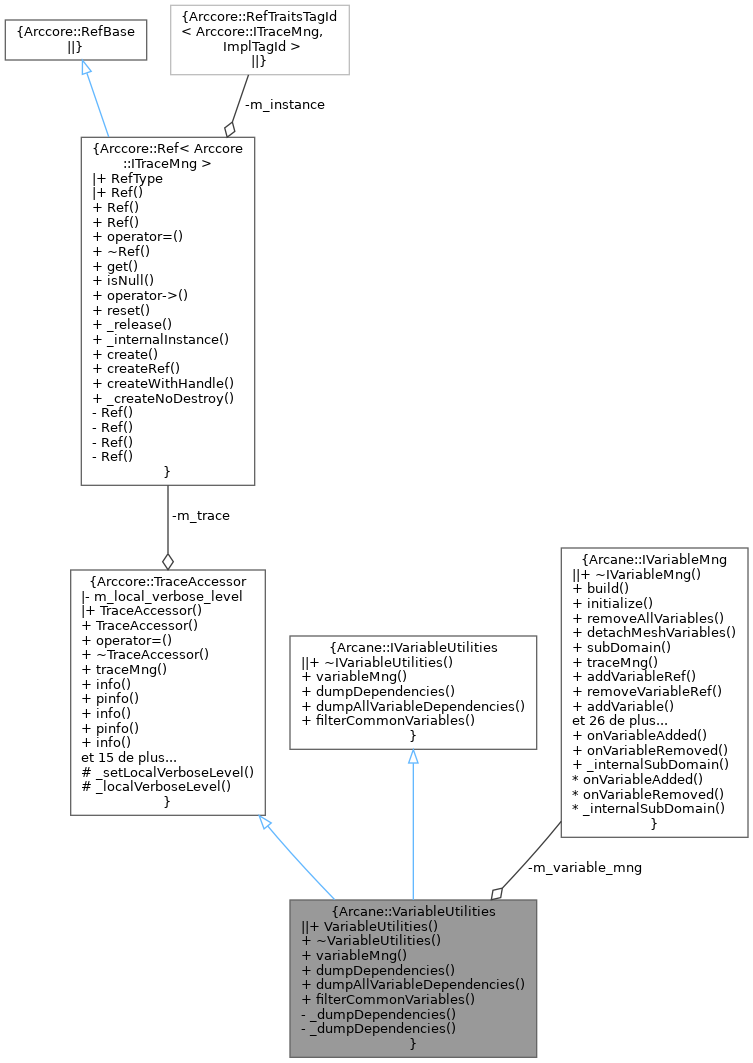 {Arccore::RefBase
||}
{Arccore::RefTraitsTagId
< Arccore::ITraceMng,
ImplTagId >
||}
-m_instance
{Arccore::Ref< Arccore
::ITraceMng >
|+ RefType
|+ Ref()
+ Ref()
+ Ref()
+ operator=()
+ ~Ref()
+ get()
+ isNull()
+ operator->()
+ reset()
+ _release()
+ _internalInstance()
+ create()
+ createRef()
+ createWithHandle()
+ _createNoDestroy()
- Ref()
- Ref()
- Ref()
- Ref()
}
-m_trace
{Arccore::TraceAccessor
|- m_local_verbose_level
|+ TraceAccessor()
+ TraceAccessor()
+ operator=()
+ ~TraceAccessor()
+ traceMng()
+ info()
+ pinfo()
+ info()
+ pinfo()
+ info()
et 15 de plus...
# _setLocalVerboseLevel()
# _localVerboseLevel()
}
{Arcane::IVariableUtilities
||+ ~IVariableUtilities()
+ variableMng()
+ dumpDependencies()
+ dumpAllVariableDependencies()
+ filterCommonVariables()
}
{Arcane::IVariableMng
||+ ~IVariableMng()
+ build()
+ initialize()
+ removeAllVariables()
+ detachMeshVariables()
+ subDomain()
+ traceMng()
+ addVariableRef()
+ removeVariableRef()
+ addVariable()
et 26 de plus...
+ onVariableAdded()
+ onVariableRemoved()
+ _internalSubDomain()
* onVariableAdded()
* onVariableRemoved()
* _internalSubDomain()
}
-m_variable_mng
{Arcane::VariableUtilities
||+ VariableUtilities()
+ ~VariableUtilities()
+ variableMng()
+ dumpDependencies()
+ dumpAllVariableDependencies()
+ filterCommonVariables()
- _dumpDependencies()
- _dumpDependencies()
}